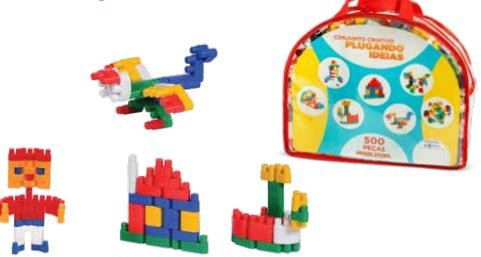 CONJUNTO CRIATIVO
PLUGANDO
IDEIAS
500
PEÇAS